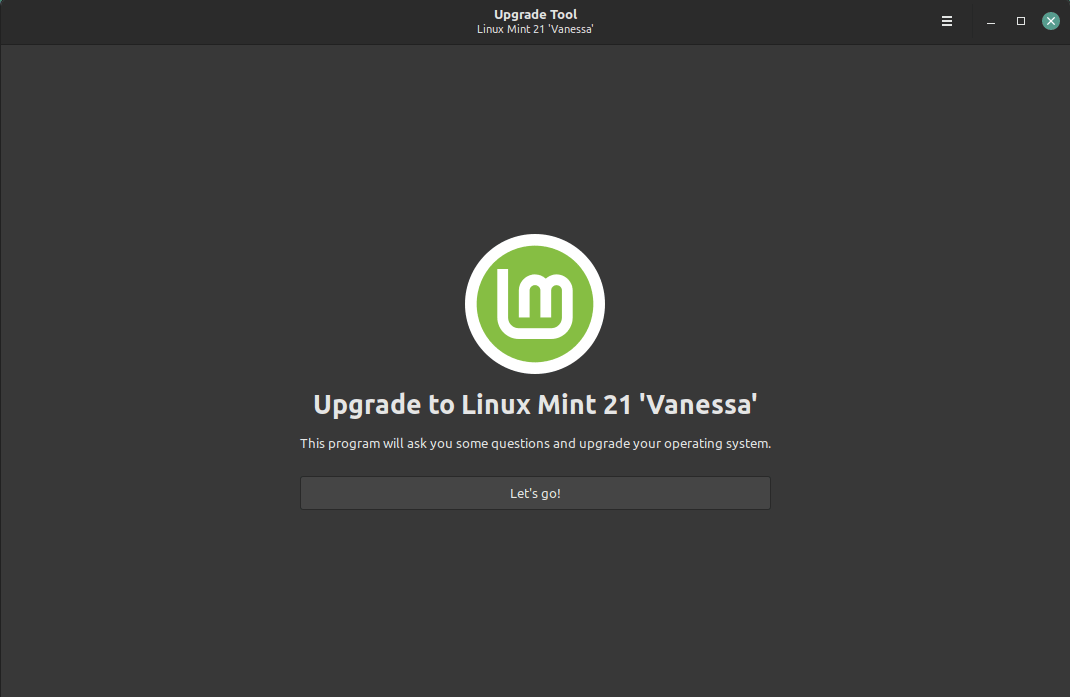 Upgrade Tool
Linux Mint 21 'Vanessa'
lm
Upgrade to Linux Mint 21 'Vanessa'
This program will ask you some questions and upgrade your operating system.
Let's go!